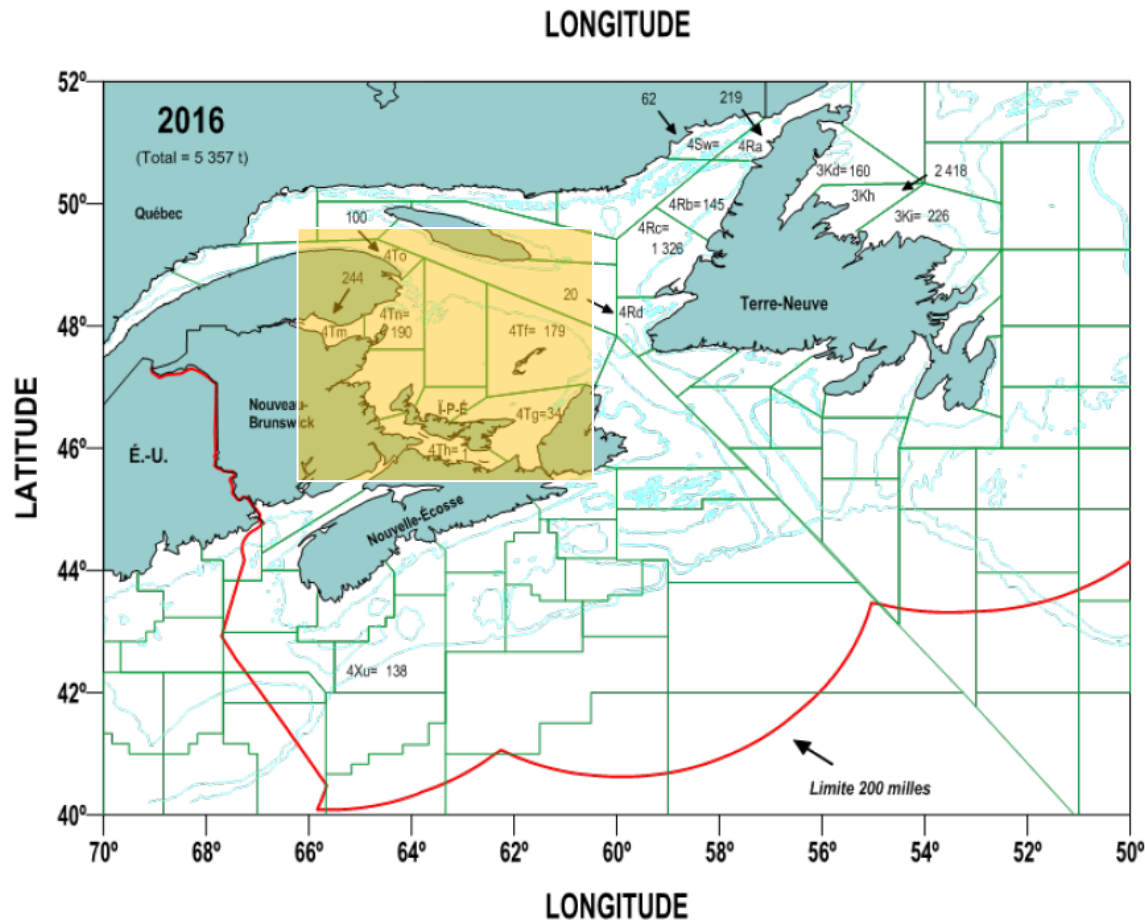 LONGITUDE
52º
2016
(Total = 5 357 t)
62
219
4Sw=
4Ra
3Kd= 160
2 418
3Kh
50º
Québec
100
4Rb= 145
4Rc=
1 326
3Ki= 226
4To
244
20
4Rd
Terre-Neuve
48º
4Tm
4Tn=
190
4Tf= 179
Nouveau-
Brunswick
Ï-P-É
4Tg=34
46º
É.-U.
4Th= 1
LATITUDE
Nouvelle-Écosse
44º
4Xu= 138
42º
Limite 200 milles
40º
70º
68º
66º
64º
62º
60º
58º
56º
54º
52º
50º
LONGITUDE